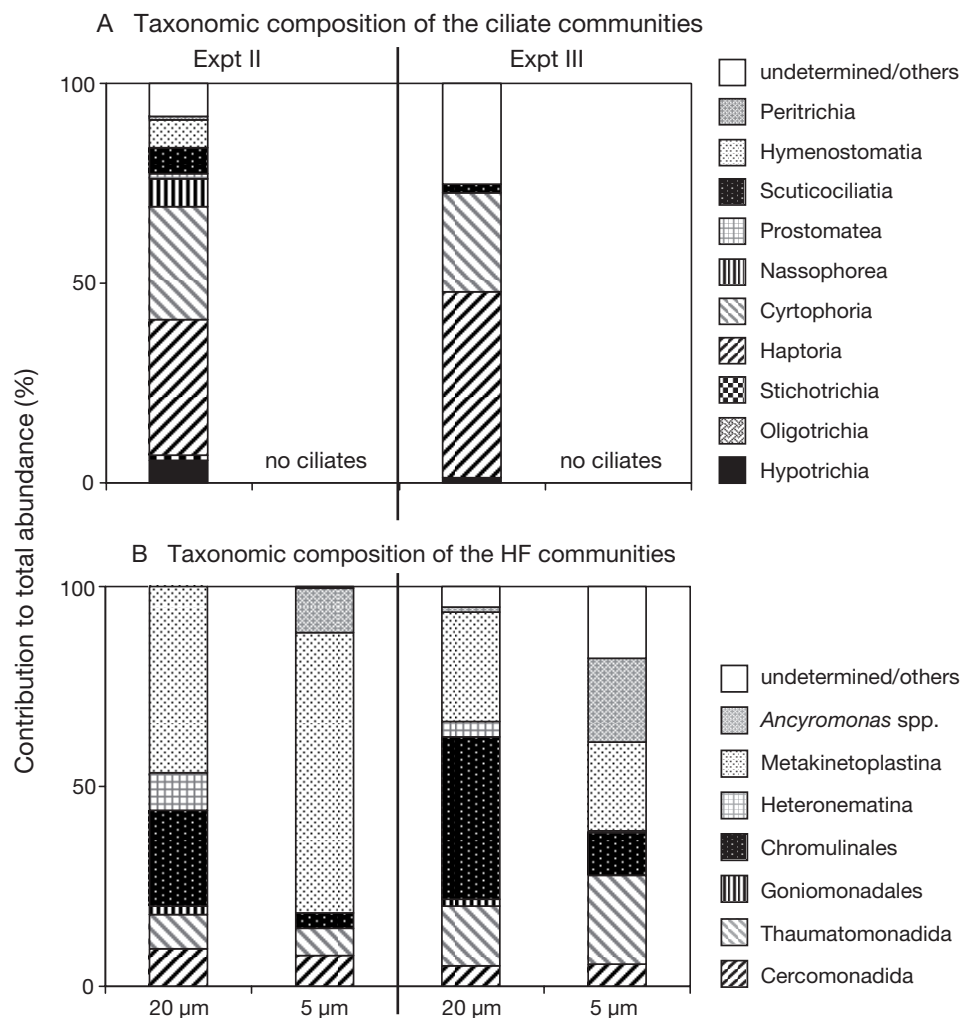 A Taxonomic composition of the ciliate communities
Expt II
Expt III
Contribution to total abundance (%)
100
50
0
no ciliates
no ciliates
undetermined/others
Peritrichia
Hymenostomatia
Scuticociliatia
Prostomatea
Nassophorea
Cyrtophoria
Haptoria
Stichotrichia
Oligotrichia
Hypotrichia
B Taxonomic composition of the HF communities
100
50
0
20 µm
5 µm
20 µm
5 µm
undetermined/others
Ancyromonas spp.
Metakinetoplastina
Heteronematina
Chromulinales
Goniomonadales
Thaumatomonadida
Cercomonadida